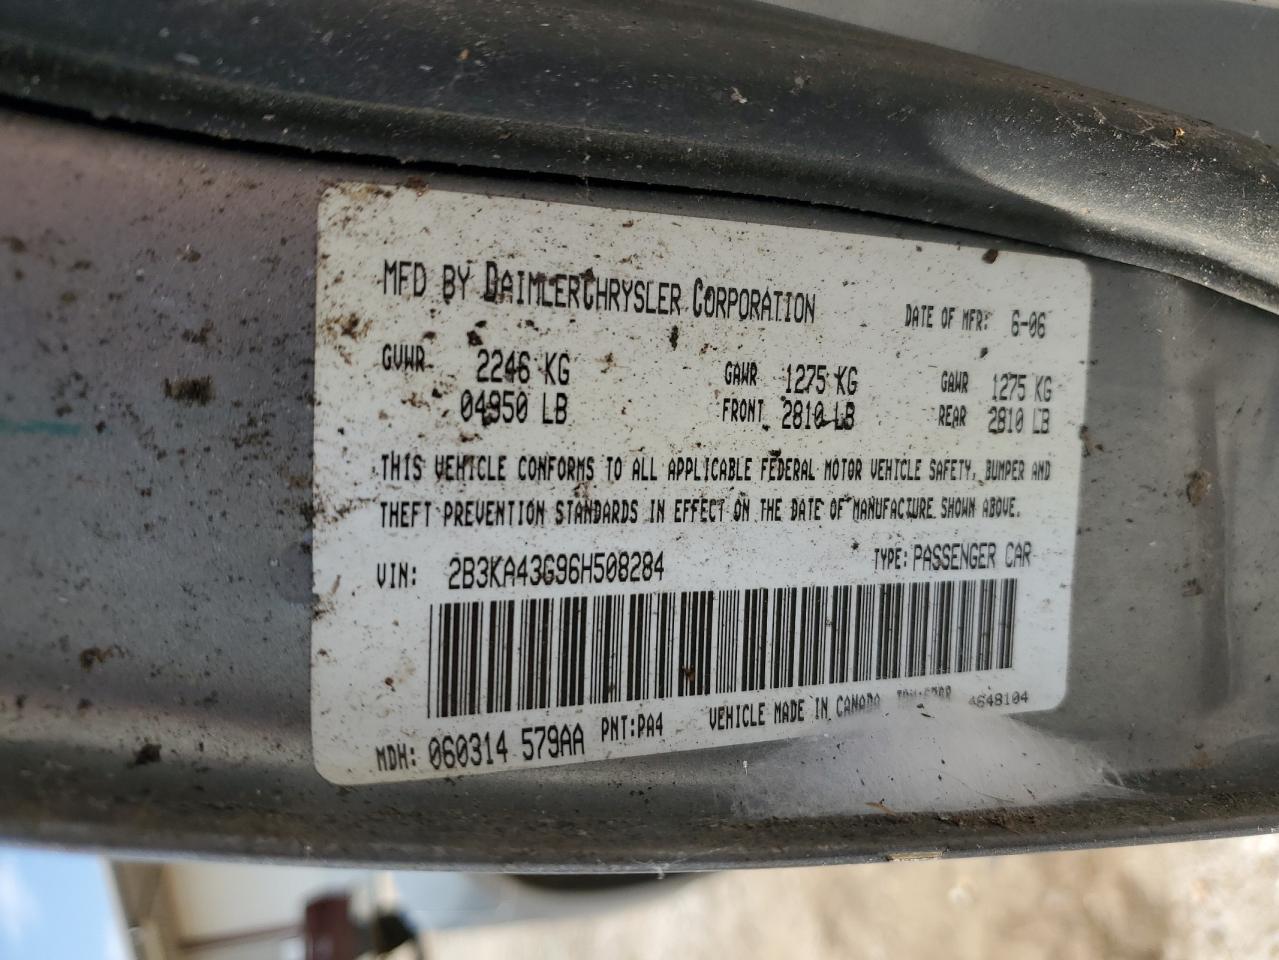 MFD BY DAIMLERCHRYSLER CORPORATION DATE OF MFR: 6-06
GVWR 2246 KG GAWR 1275 KG GAWR 1275 KG
04950 LB FRONT 2810 LB REAR 2810 LB
THIS VEHICLE CONFORMS TO ALL APPLICABLE FEDERAL MOTOR VEHICLE SAFETY, BUMPER AND
THEFT PREVENTION STANDARDS IN EFFECT ON THE DATE OF MANUFACTURE SHOWN ABOVE.
VIN: 2B3KA43G96H508284 TYPE: PASSENGER CAR
MDH: 060314 579AA PNT: PA4 VEHICLE MADE IN CANADA 4648104